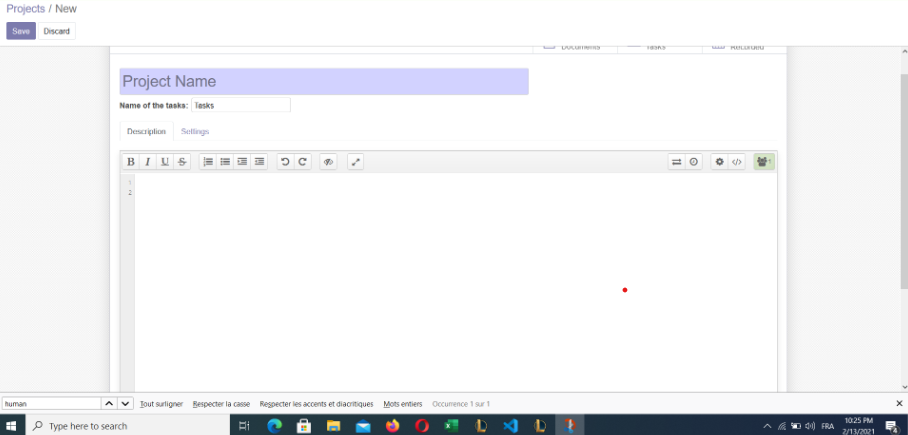 Projects / New
Save Discard
Documents Tasks Recorded
Project Name
Name of the tasks: Tasks
Description Settings
B I U S
1
2
human Tout surligner Respecter la casse Respecter les accents et diacritiques Mots entiers Occurrence 1 sur 1
Type here to search
FRA
10:25 PM
2/13/2021